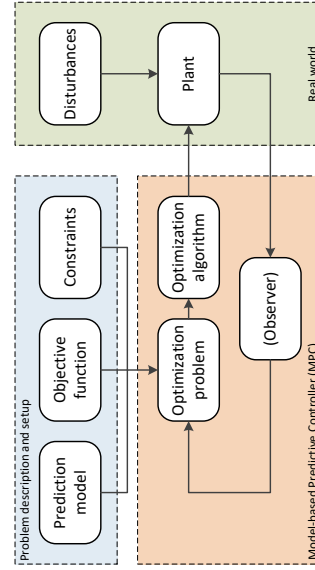 Problem description and setup
Prediction
model
Objective
function
Constraints
Disturbances
Optimization
problem
Optimization
algorithm
Plant
(Observer)
Model-based Predictive Controller (MPC)
Real world